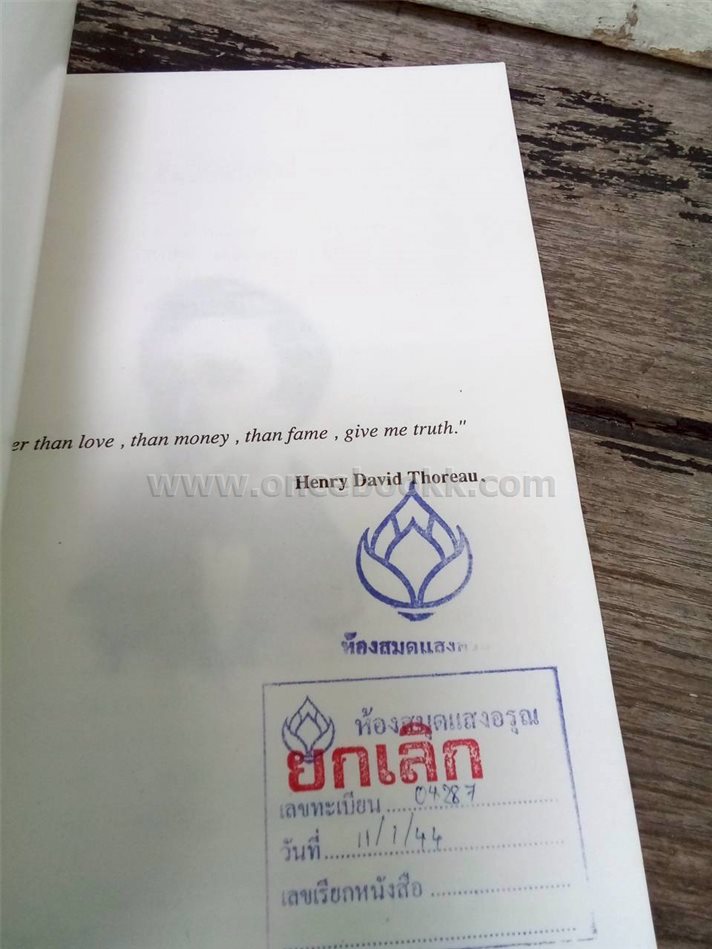 er than love , than money , than fame , give me truth."
Henry David Thoreau.
www.oncebookk.com
ห้องสมุดแสงอรุณ
ห้องสมุดแสงอรุณ
ยกเลิก
เลขทะเบียน 04287
วันที่ 11/1/44
เลขเรียกหนังสือ